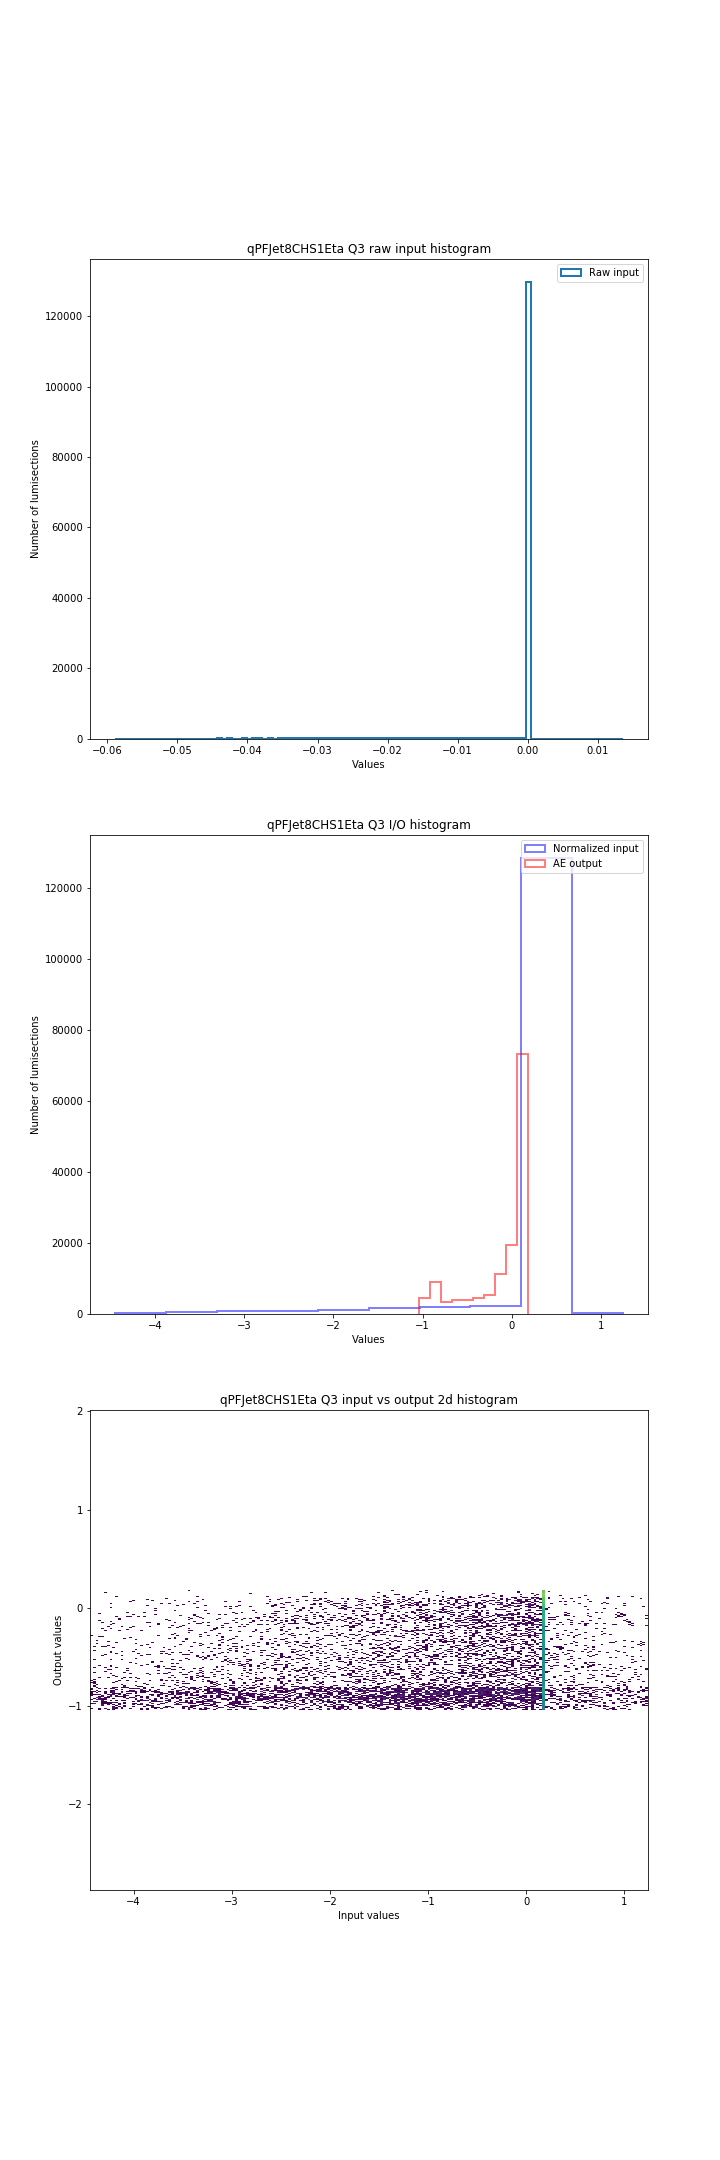 qPFJet8CHS1Eta Q3 raw input histogram
Raw input
Number of lumisections
120000
100000
80000
60000
40000
20000
0
−0.06 −0.05 −0.04 −0.03 −0.02 −0.01 0.00 0.01
Values
qPFJet8CHS1Eta Q3 I/O histogram
Normalized input
AE output
Number of lumisections
120000
100000
80000
60000
40000
20000
0
−4 −3 −2 −1 0 1
Values
qPFJet8CHS1Eta Q3 input vs output 2d histogram
Output values
2
1
0
−1
−2
−4 −3 −2 −1 0 1
Input values